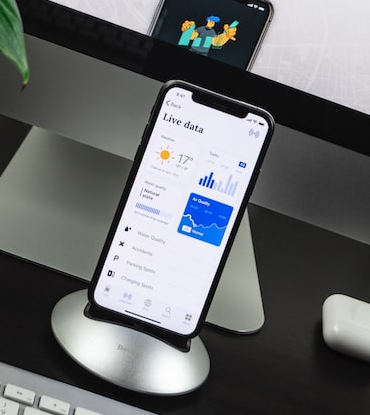 Back
Live data
Weather
17°
Traffic
Water quality
Natural
state
Air Quality
Normal
Water Quality
Accidents
P Parking Spots
Charging Spots